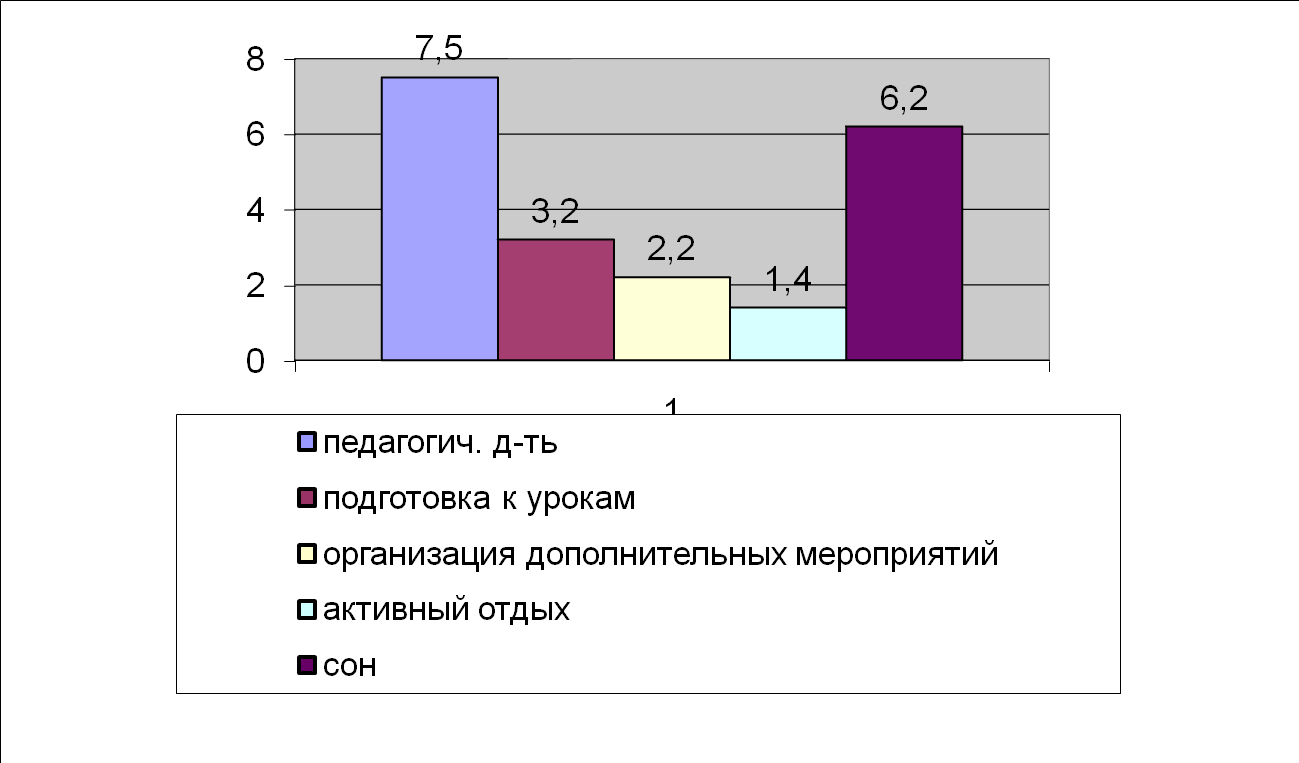 7,5
8
6,2
6
3,2
4
2,2
1,4
2
0
1
педагогич. д-ть
подготовка к урокам
организация дополнительных мероприятий
активный отдых
сон